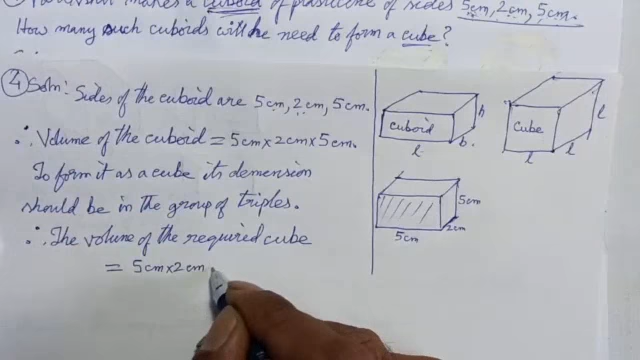 makes a cuboid of plasticine of sides 5cm, 2cm, 5cm.
How many such cuboids will he need to form a cube?
④ Soln: Sides of the cuboid are 5cm, 2cm, 5cm.
∴ Volume of the cuboid = 5cm×2cm×5cm.
To form it as a cube its demension
should be in the group of triples.
∴ The volume of the required cube
= 5cm×2cm
cuboid
h
b
l
cube
l
l
l
5cm
2cm
5cm